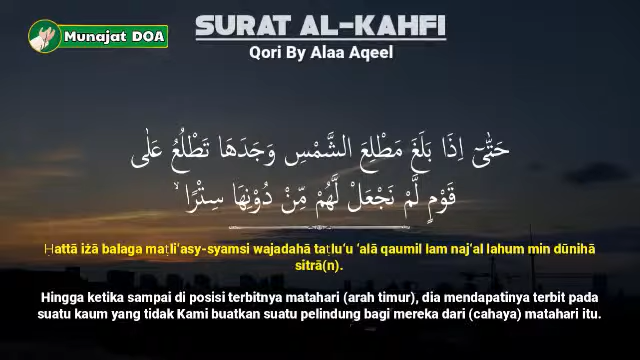 Munajat DOA
SURAT AL-KAHFI
Qori By Alaa Aqeel
حَتّٰىٓ اِذَا بَلَغَ مَطْلِعَ الشَّمْسِ وَجَدَهَا تَطْلُعُ عَلٰى
قَوْمٍ لَّمْ نَجْعَلْ لَّهُمْ مِّنْ دُوْنِهَا سِتْرًا ۙ
Ḥattā iżā balaga maṭli‘asy-syamsi wajadahā taṭlu‘u ‘alā qaumil lam naj‘al lahum min dūnihā
sitrā(n).
Hingga ketika sampai di posisi terbitnya matahari (arah timur), dia mendapatinya terbit pada
suatu kaum yang tidak Kami buatkan suatu pelindung bagi mereka dari (cahaya) matahari itu.